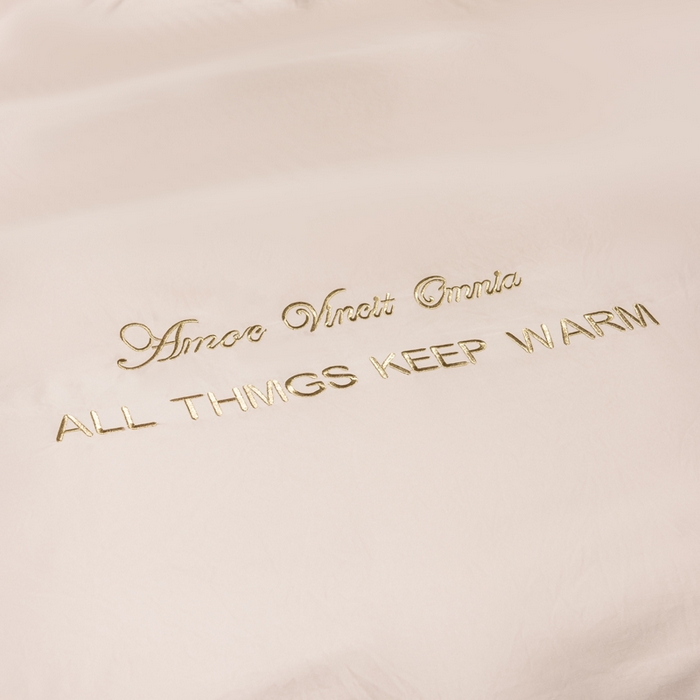 Amor Vincit Omnia
ALL THMGS KEEP WARM